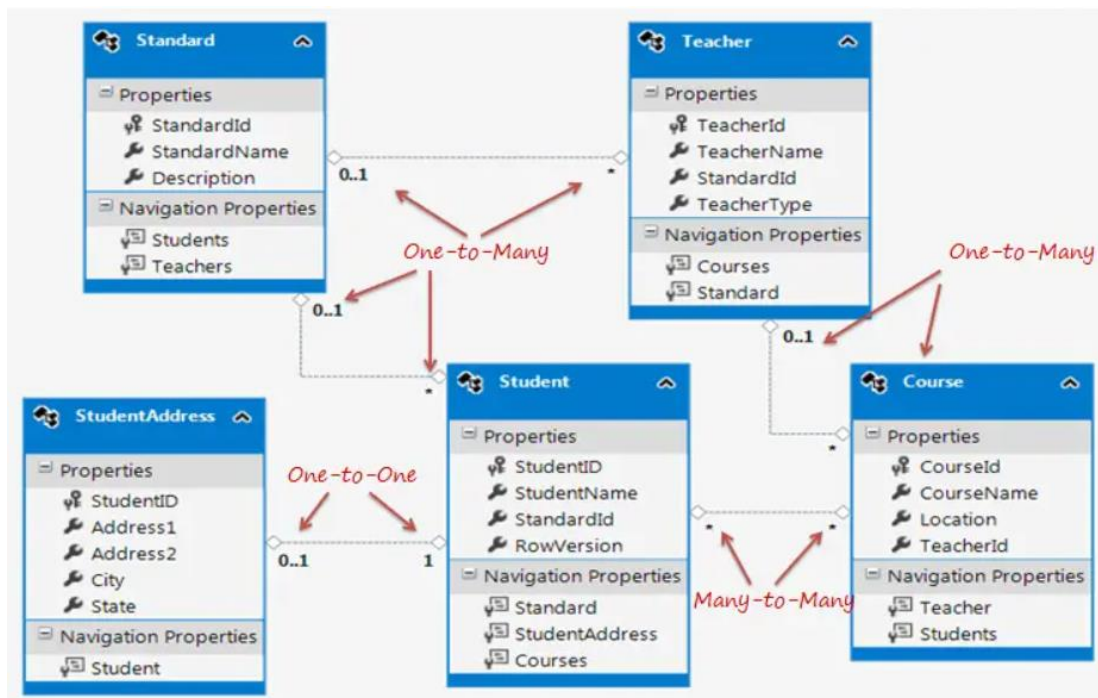 Standard
Properties
StandardId
StandardName
Description
Navigation Properties
Students
Teachers
Teacher
Properties
TeacherId
TeacherName
StandardId
TeacherType
Navigation Properties
Courses
Standard
0..1
*
One-to-Many
One-to-Many
0..1
*
0..1
*
StudentAddress
Properties
StudentID
Address1
Address2
City
State
Navigation Properties
Student
One-to-One
0..1
1
Student
Properties
StudentID
StudentName
StandardId
RowVersion
Navigation Properties
Standard
StudentAddress
Courses
*
*
Many-to-Many
Course
Properties
CourseId
CourseName
Location
TeacherId
Navigation Properties
Teacher
Students